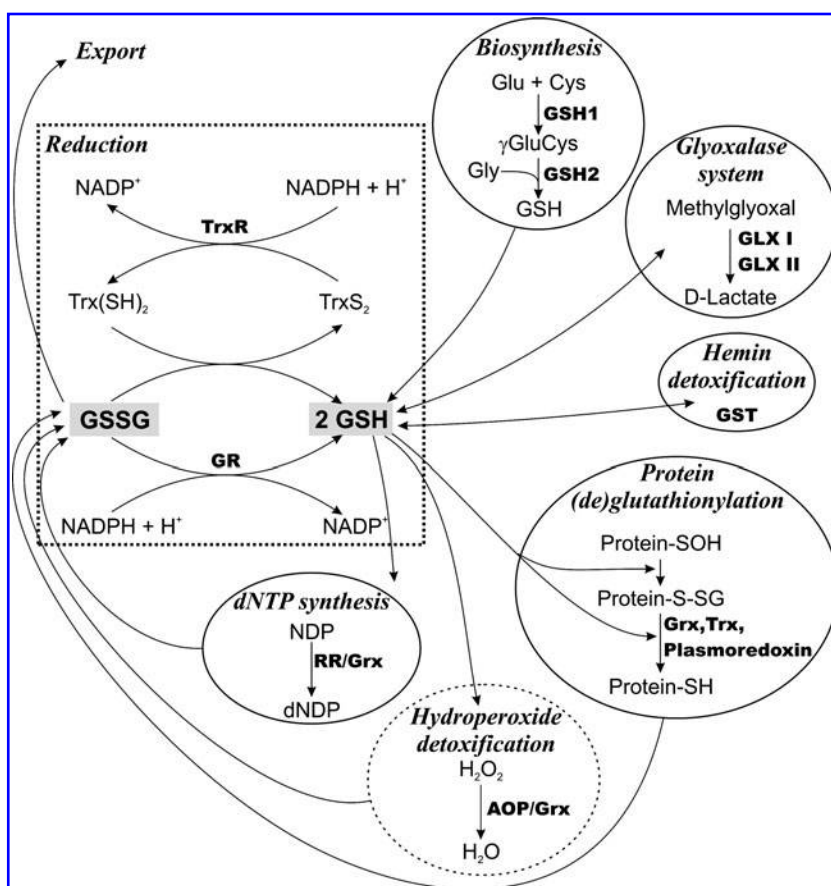 Export
Reduction
NADP⁺ NADPH + H⁺
TrxR
Trx(SH)₂ TrxS₂
GSSG 2 GSH
GR
NADPH + H⁺ NADP⁺
Biosynthesis
Glu + Cys
GSH1
γGluCys
Gly GSH2
GSH
Glyoxalase
system
Methylglyoxal
GLX I
GLX II
D-Lactate
Hemin
detoxification
GST
Protein
(de)glutathionylation
Protein-SOH
Protein-S-SG
Grx,Trx,
Plasmoredoxin
Protein-SH
dNTP synthesis
NDP
RR/Grx
dNDP
Hydroperoxide
detoxification
H₂O₂
AOP/Grx
H₂O